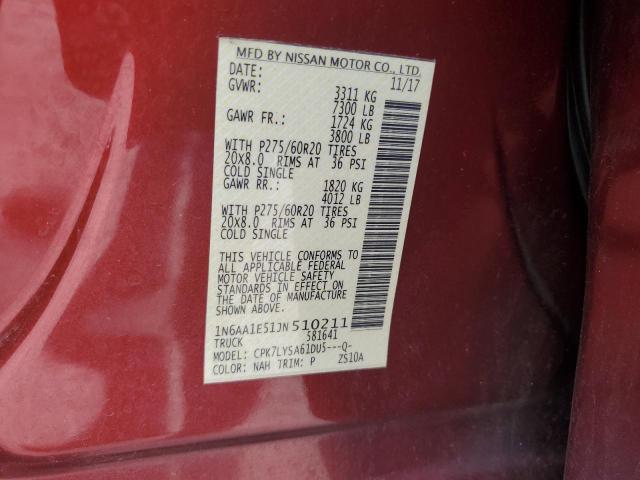 MFD BY NISSAN MOTOR CO., LTD.
DATE: 11/17
GVWR: 3311 KG
7300 LB
GAWR FR.: 1724 KG
3800 LB
WITH P275/60R20 TIRES
20X8.0 RIMS AT 36 PSI
COLD SINGLE
GAWR RR.: 1820 KG
4012 LB
WITH P275/60R20 TIRES
20X8.0 RIMS AT 36 PSI
COLD SINGLE
THIS VEHICLE CONFORMS TO
ALL APPLICABLE FEDERAL
MOTOR VEHICLE SAFETY
STANDARDS IN EFFECT ON
THE DATE OF MANUFACTURE
SHOWN ABOVE.
1N6AA1E51JN510211
TRUCK 581641
MODEL: CPK7LYSA61DU5---Q-
COLOR: NAH TRIM: P ZS10A